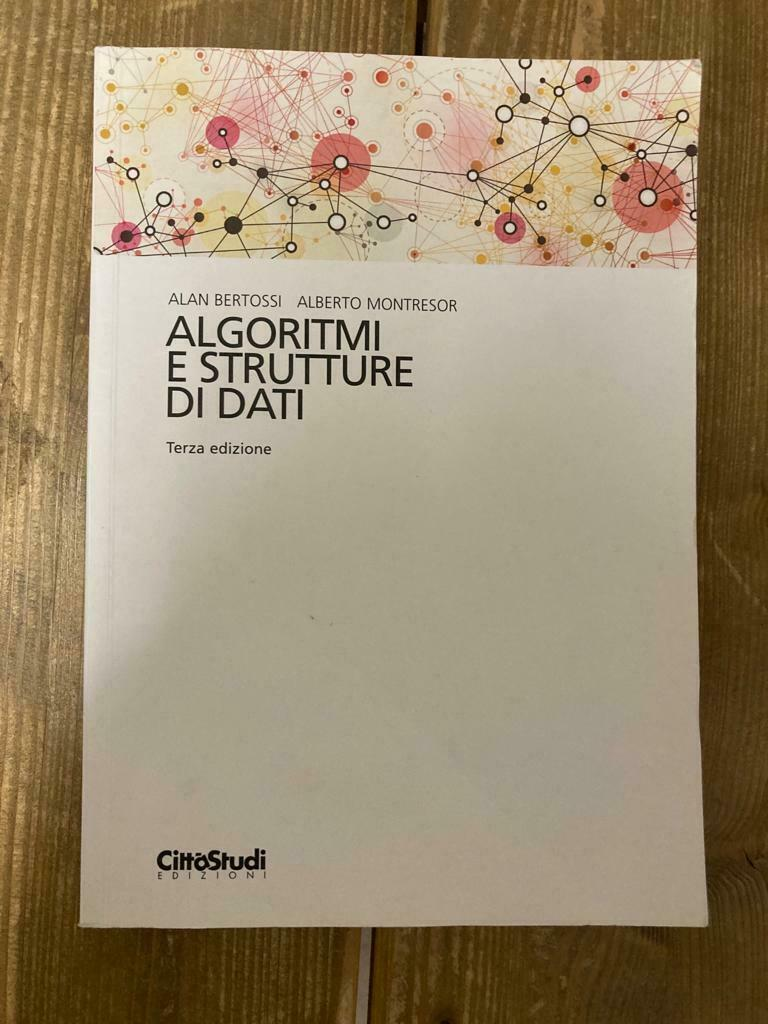 ALAN BERTOSSI ALBERTO MONTRESOR
ALGORITMI
E STRUTTURE
DI DATI
Terza edizione
CittàStudi
EDIZIONI